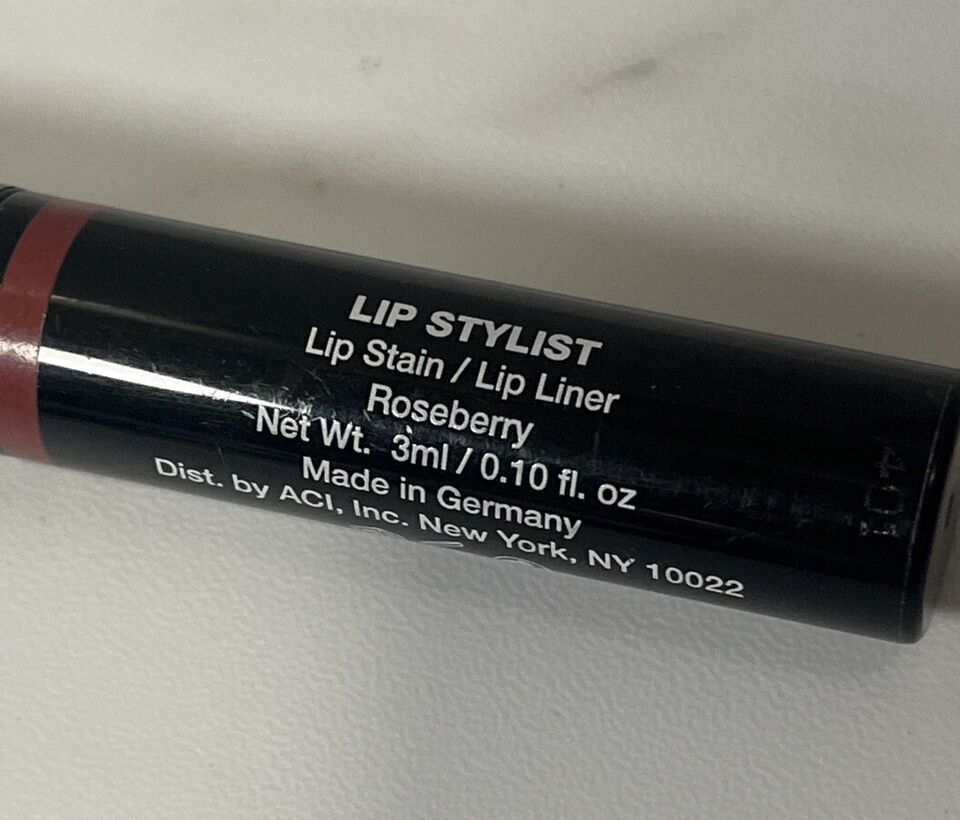 LIP STYLIST
Lip Stain / Lip Liner
Roseberry
Net Wt. 3ml / 0.10 fl. oz
Made in Germany
Dist. by ACI, Inc. New York, NY 10022